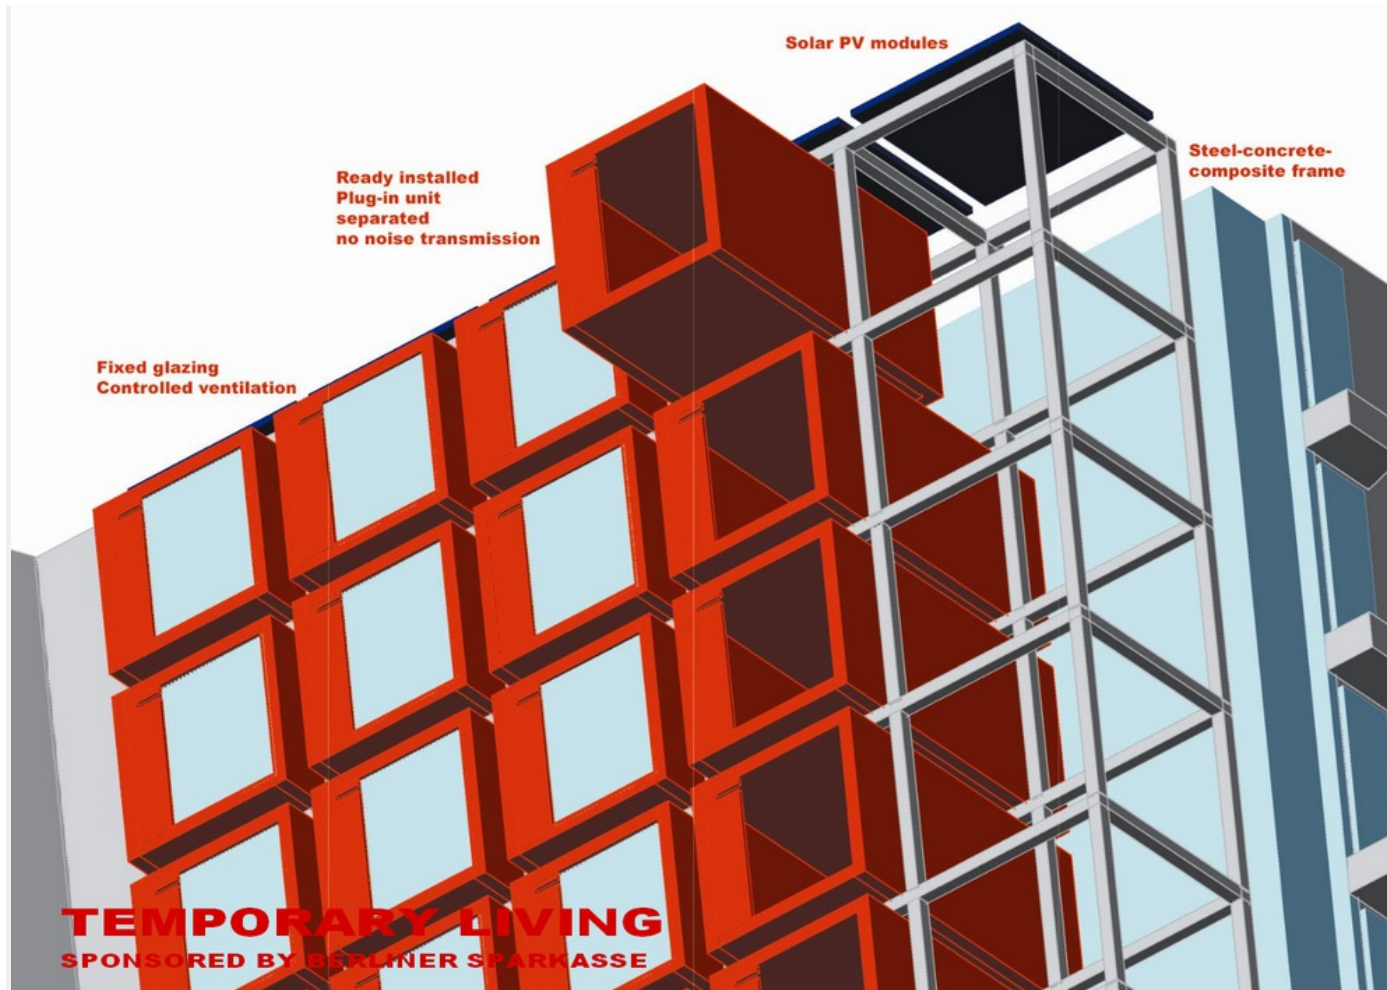 Solar PV modules
Steel-concrete-
composite frame
Ready installed
Plug-in unit
separated
no noise transmission
Fixed glazing
Controlled ventilation
TEMPORARY LIVING
SPONSORED BY BERLINER SPARKASSE